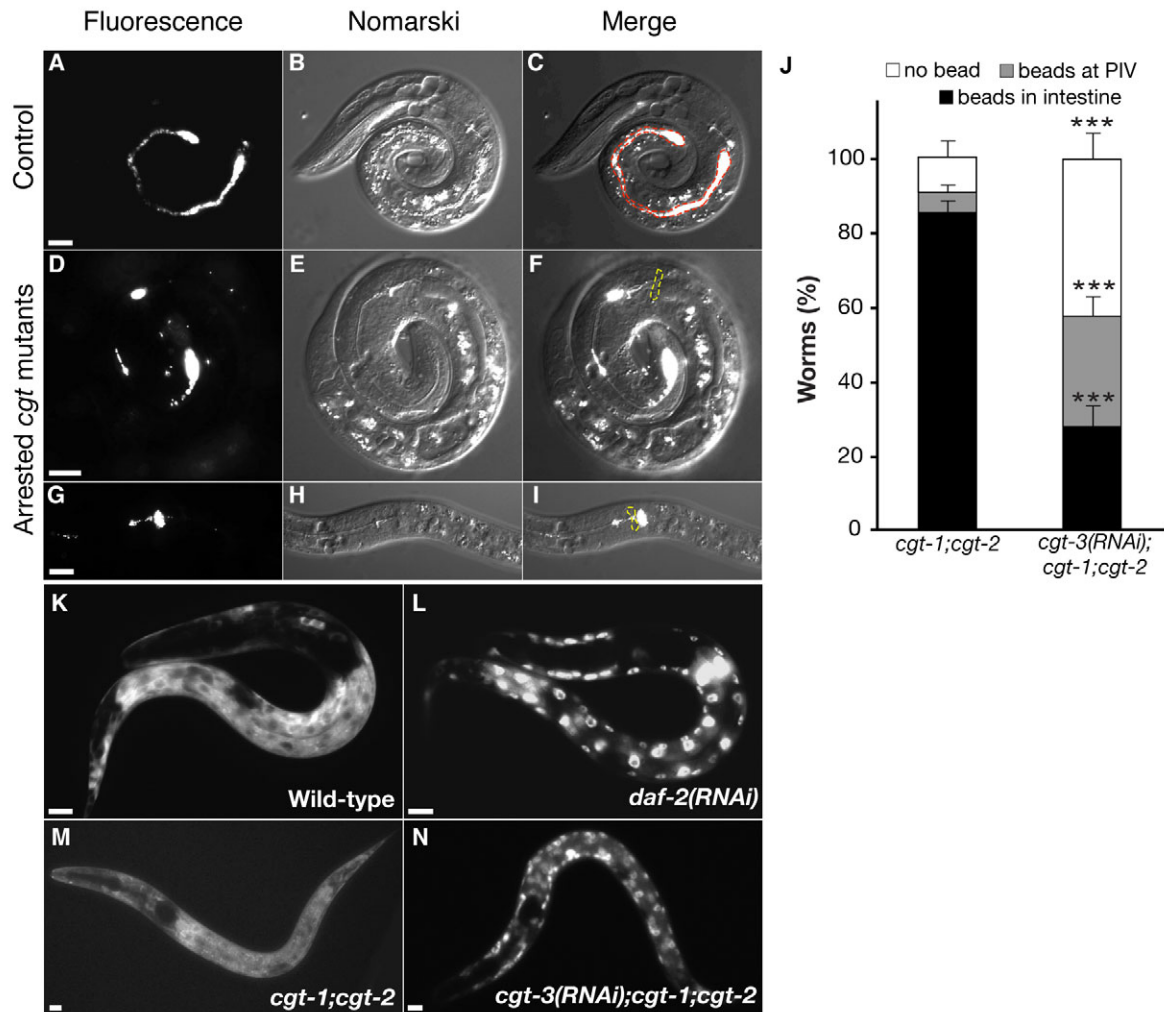 Fluorescence Nomarski Merge
Control
A B C
Arrested cgt mutants
D E F
G H I
J
no bead beads at PIV
beads in intestine
Worms (%)
100
80
60
40
20
0
***
***
***
cgt-1;cgt-2 cgt-3(RNAi);
cgt-1;cgt-2
K L
Wild-type daf-2(RNAi)
M N
cgt-1;cgt-2 cgt-3(RNAi);cgt-1;cgt-2